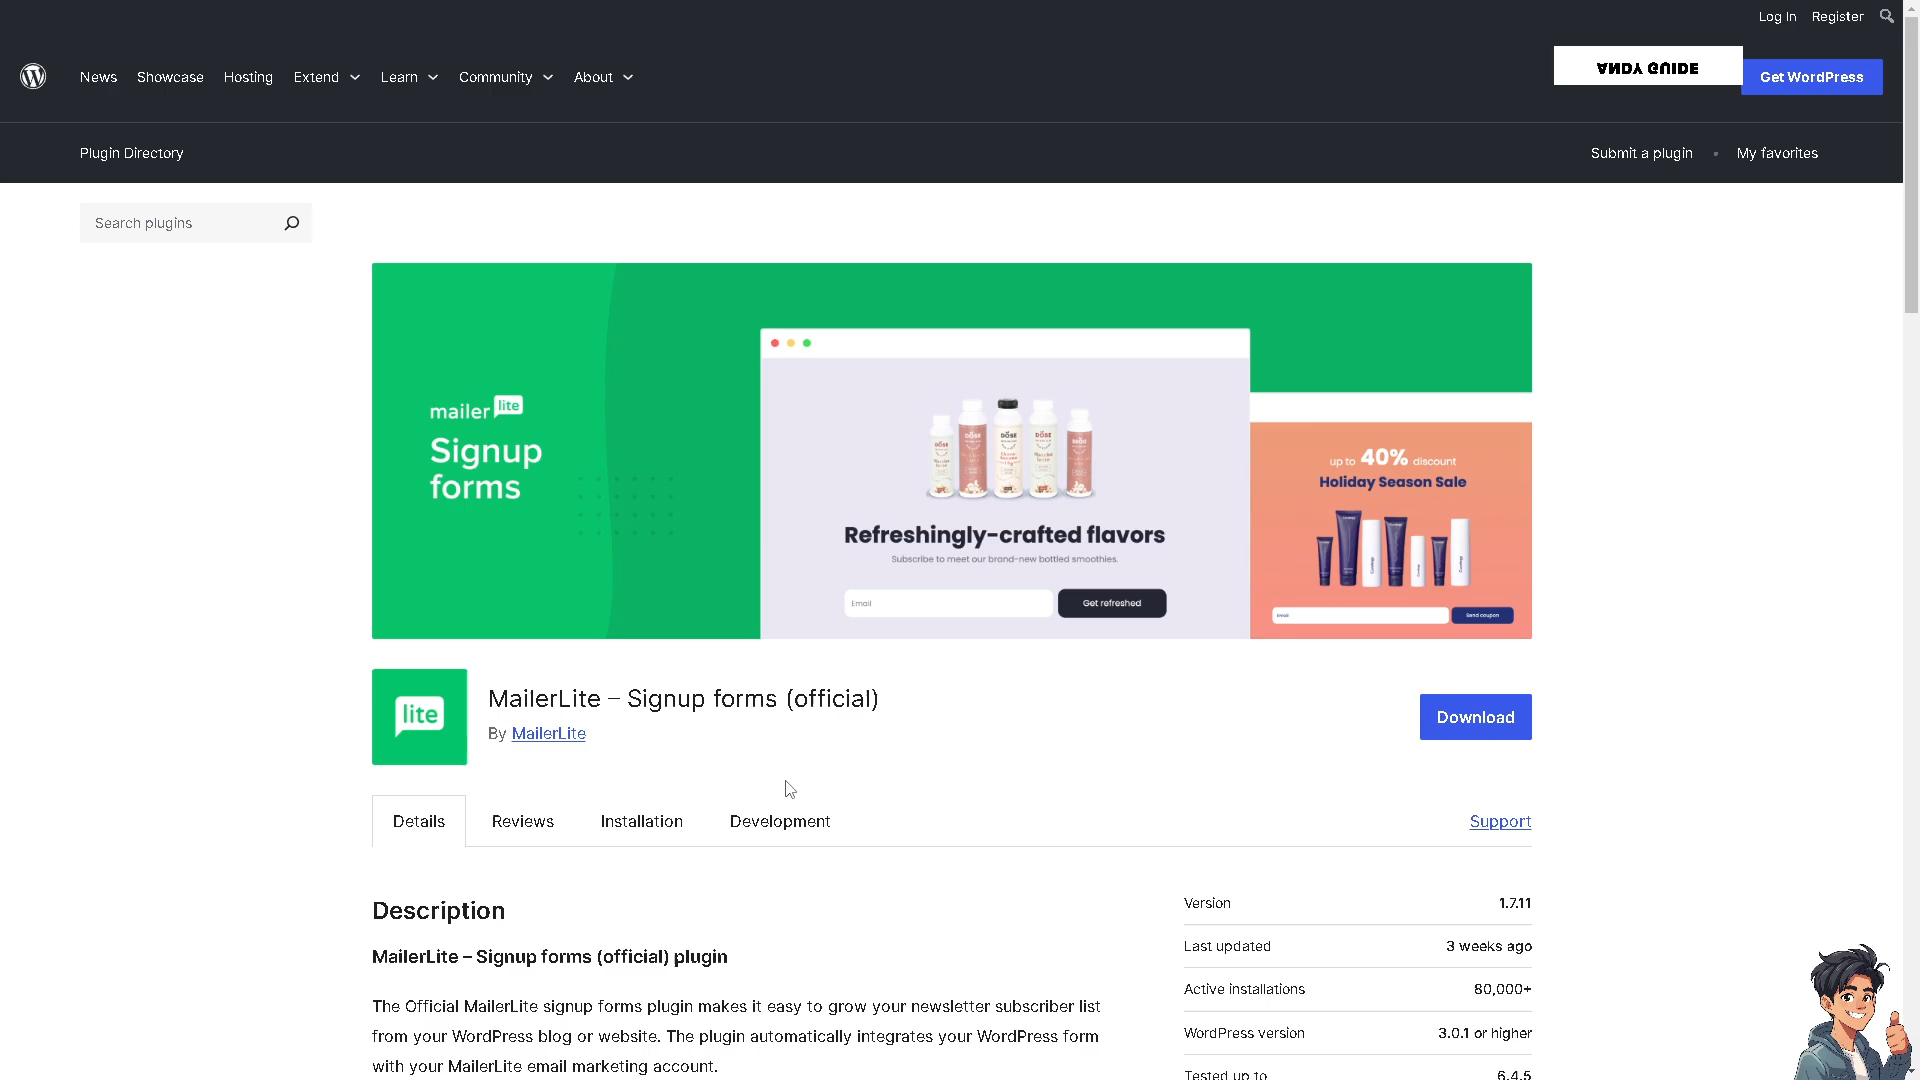 Log In Register
News Showcase Hosting Extend Learn Community About
ANDY GUIDE
Get WordPress
Plugin Directory
Submit a plugin • My favorites
Search plugins
mailer lite
Signup
forms
DOSE
Refreshingly-crafted flavors
Subscribe to meet our brand-new bottled smoothies.
Email
Get refreshed
up to 40% discount
Holiday Season Sale
Email
Send coupon
lite
MailerLite – Signup forms (official)
By MailerLite
Download
Details Reviews Installation Development
Support
Description
MailerLite – Signup forms (official) plugin
The Official MailerLite signup forms plugin makes it easy to grow your newsletter subscriber list
from your WordPress blog or website. The plugin automatically integrates your WordPress form
with your MailerLite email marketing account.
Version 1.7.11
Last updated 3 weeks ago
Active installations 80,000+
WordPress version 3.0.1 or higher
Tested up to 6.4.5